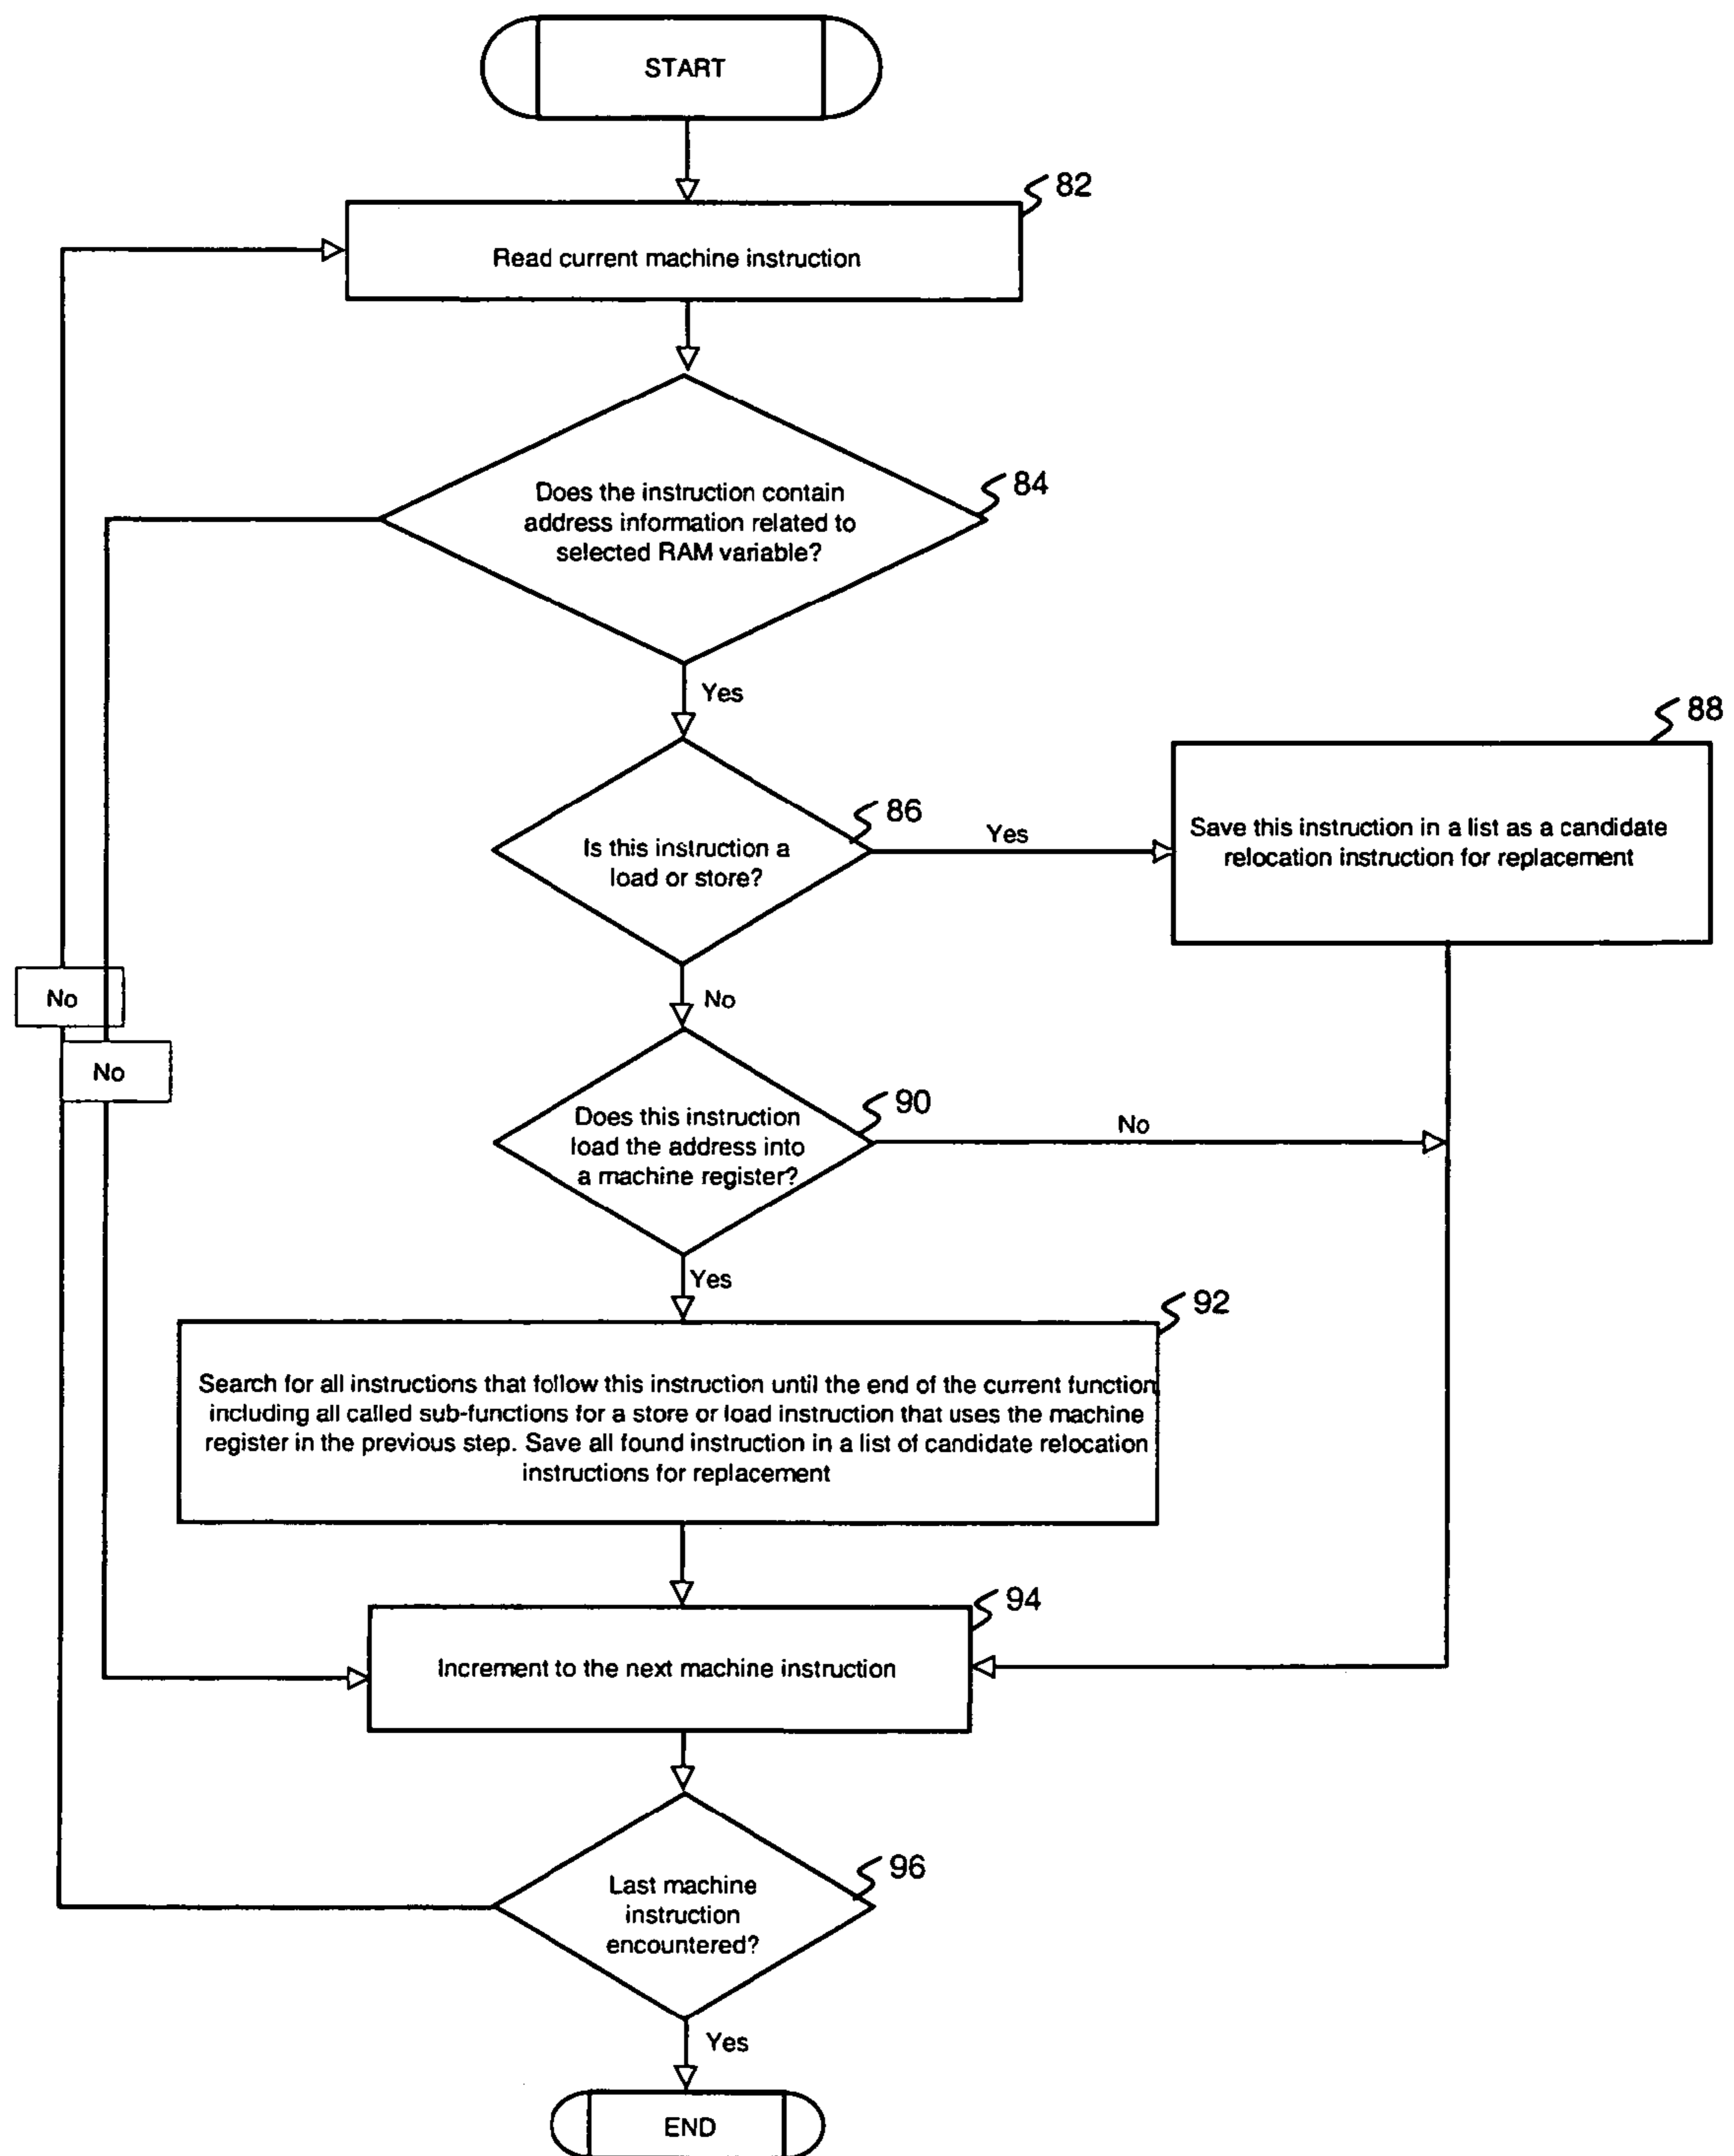 START
82
Read current machine instruction
84
Does the instruction contain
address information related to
selected RAM variable?
Yes
88
86
Yes
Save this instruction in a list as a candidate
relocation instruction for replacement
Is this instruction a
load or store?
No
No
No
90
Does this instruction
load the address into
a machine register?
No
Yes
92
Search for all instructions that follow this instruction until the end of the current function
including all called sub-functions for a store or load instruction that uses the machine
register in the previous step. Save all found instruction in a list of candidate relocation
instructions for replacement
94
Increment to the next machine instruction
96
Last machine
instruction
encountered?
Yes
END